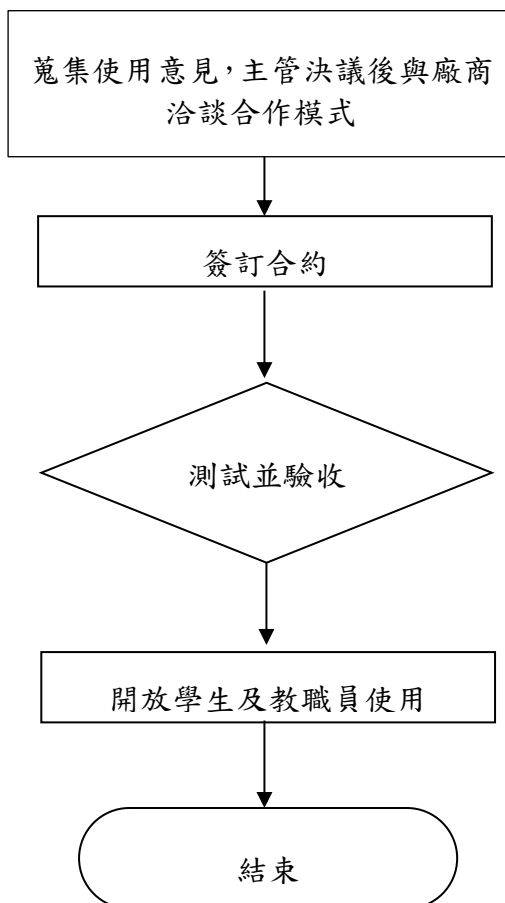 蒐集使用意見，主管決議後與廠商
洽談合作模式
簽訂合約
測試並驗收
開放學生及教職員使用
結束